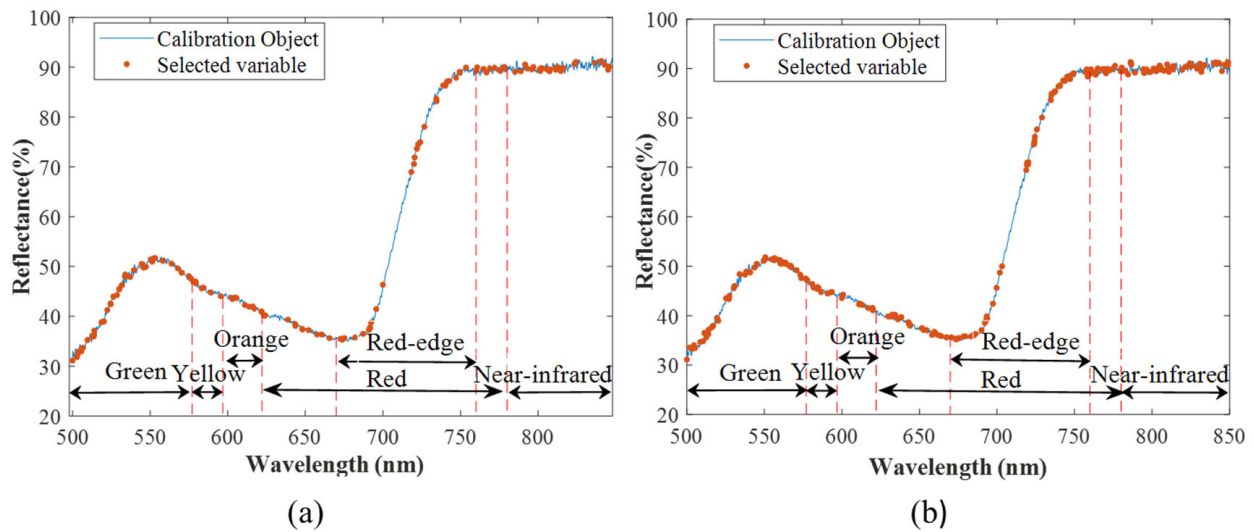 100
90
80
70
60
50
40
30
20
Reflectance(%)
Calibration Object
Selected variable
Orange
Red-edge
Green
Yellow
Red
Near-infrared
500
550
600
650
700
750
800
Wavelength (nm)
(a)
100
90
80
70
60
50
40
30
20
Reflectance(%)
Calibration Object
Selected variable
Orange
Red-edge
Green
Yellow
Red
Near-infrared
500
550
600
650
700
750
800
850
Wavelength (nm)
(b)